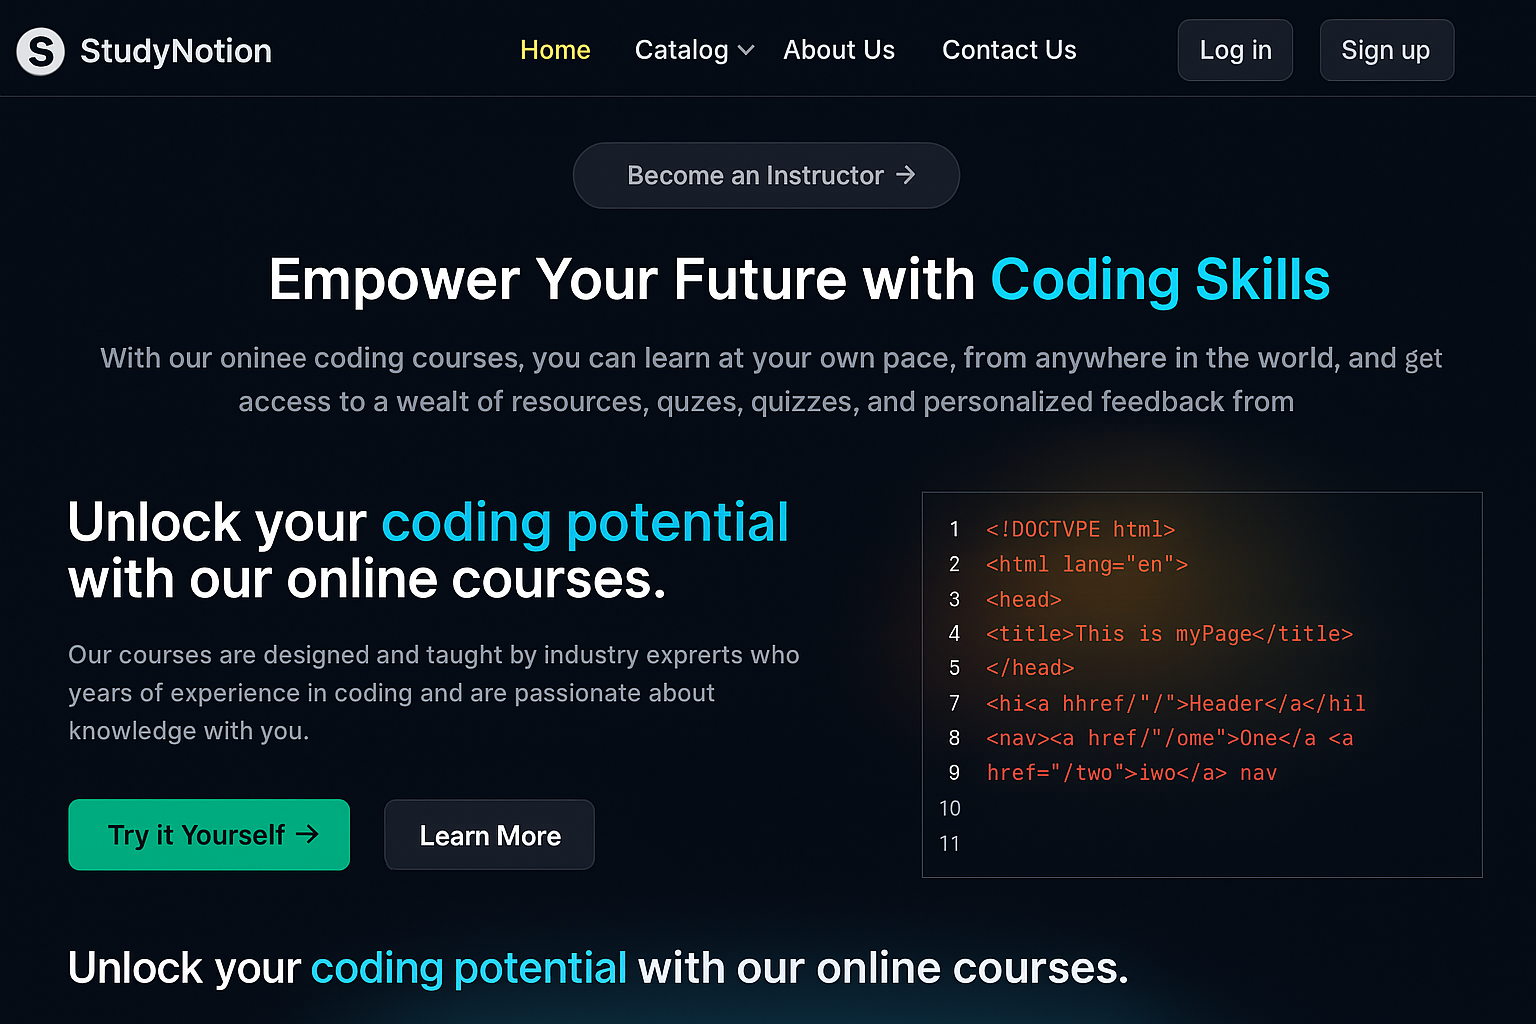 S StudyNotion Home Catalog About Us Contact Us Log in Sign up
Become an Instructor →
Empower Your Future with Coding Skills
With our oninee coding courses, you can learn at your own pace, from anywhere in the world, and get
access to a wealt of resources, quzes, quizzes, and personalized feedback from
Unlock your coding potential
with our online courses.
Our courses are designed and taught by industry exprerts who
years of experience in coding and are passionate about
knowledge with you.
Try it Yourself → Learn More
1 <!DOCTVPE html>
2 <html lang="en">
3 <head>
4 <title>This is myPage</title>
5 </head>
7 <hi<a hhref/"/">Header</a</hil
8 <nav><a href/"/ome">One</a <a
9 href="/two">iwo</a> nav
10
11
Unlock your coding potential with our online courses.